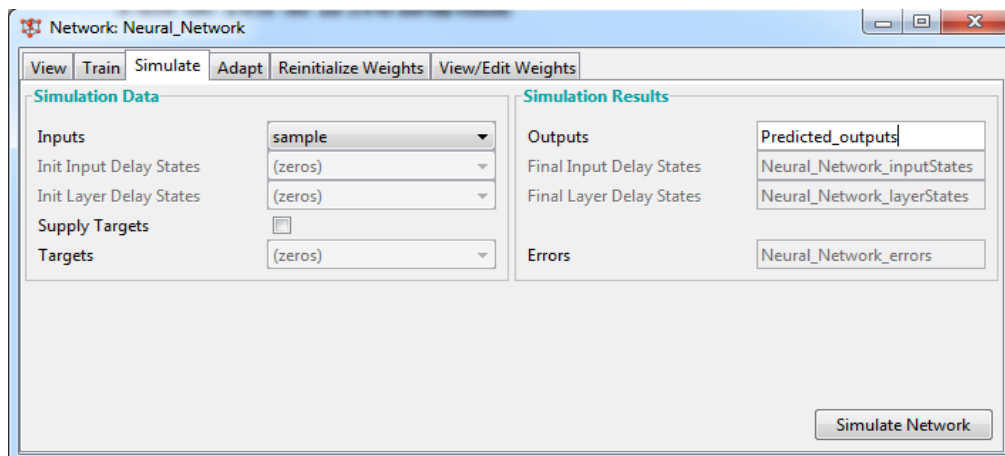 Network: Neural_Network
View Train Simulate Adapt Reinitialize Weights View/Edit Weights
Simulation Data
Inputs sample
Init Input Delay States (zeros)
Init Layer Delay States (zeros)
Supply Targets
Targets (zeros)
Simulation Results
Outputs Predicted_outputs
Final Input Delay States Neural_Network_inputStates
Final Layer Delay States Neural_Network_layerStates
Errors Neural_Network_errors
Simulate Network